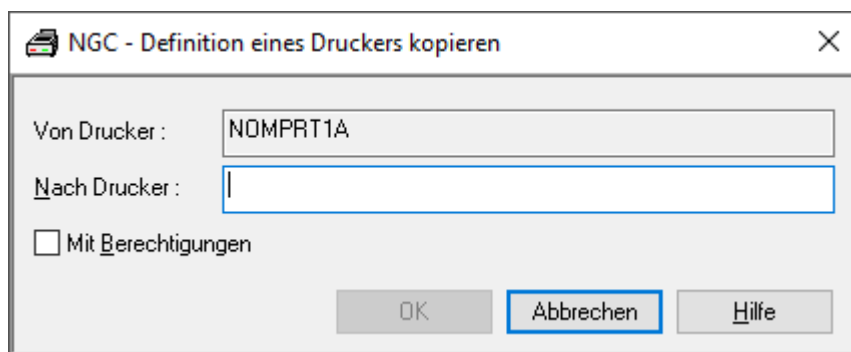 NGC - Definition eines Druckers kopieren
Von Drucker : NOMPRT1A
Nach Drucker :
Mit Berechtigungen
OK Abbrechen Hilfe